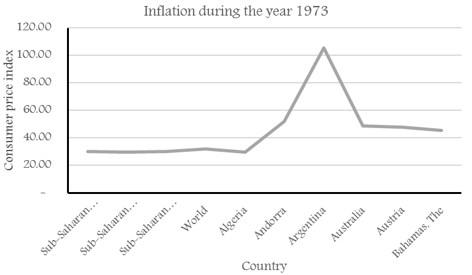 Inflation during the year 1973
Consumer price index
120.00
100.00
80.00
60.00
40.00
20.00
-
Sub-Saharan...
Sub-Saharan...
Sub-Saharan...
World
Algeria
Andorra
Argentina
Australia
Austria
Bahamas, The
Country